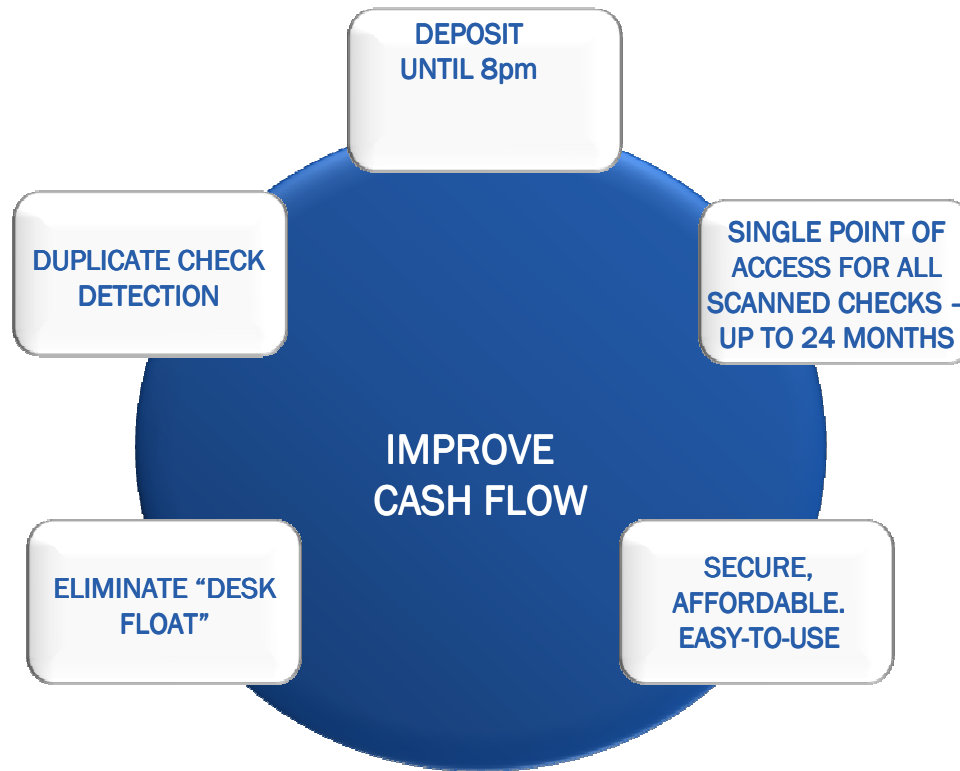 DEPOSIT
UNTIL 8pm
DUPLICATE CHECK
DETECTION
SINGLE POINT OF
ACCESS FOR ALL
SCANNED CHECKS –
UP TO 24 MONTHS
IMPROVE
CASH FLOW
ELIMINATE “DESK
FLOAT”
SECURE,
AFFORDABLE.
EASY-TO-USE